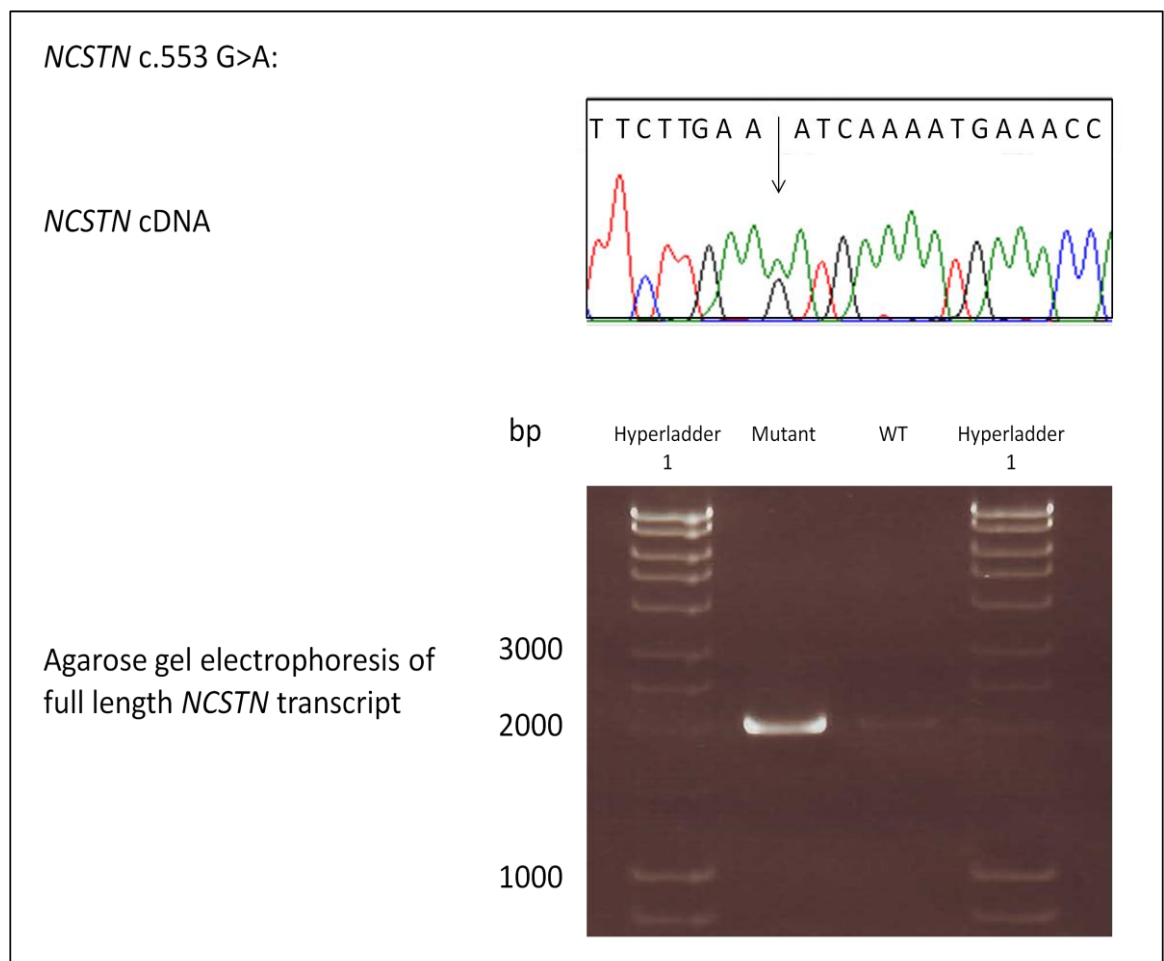 NCSTN c.553 G>A:
T T C T T G A A A T C A A A A T G A A A C C
NCSTN cDNA
bp Hyperladder 1 Mutant WT Hyperladder 1
3000
Agarose gel electrophoresis of
full length NCSTN transcript
2000
1000